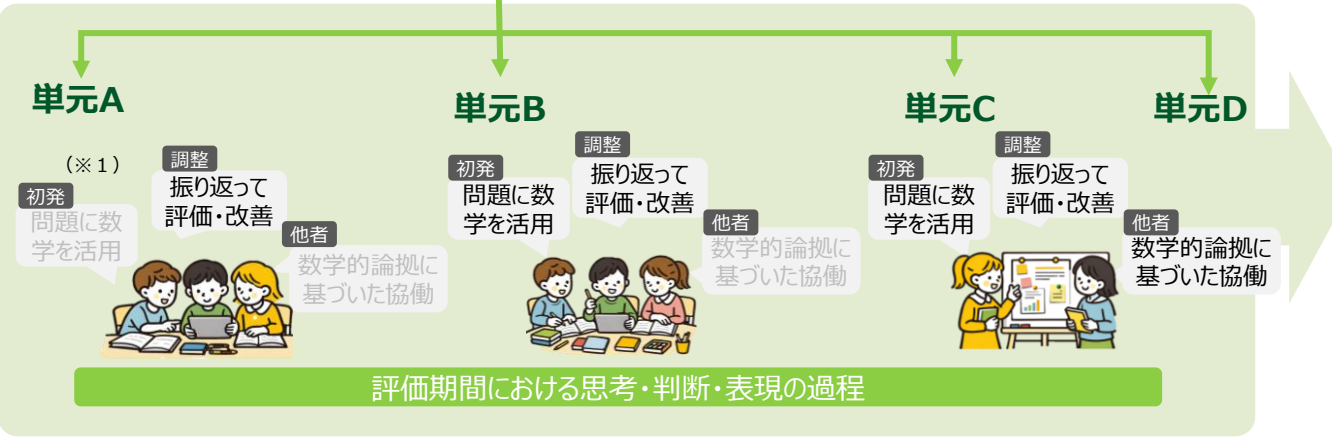 単元A
(※1)
初発
問題に数
学を活用
調整
振り返って
評価・改善
他者
数学的論拠に
基づいた協働
単元B
初発
問題に数
学を活用
調整
振り返って
評価・改善
他者
数学的論拠に
基づいた協働
単元C
初発
問題に数
学を活用
調整
振り返って
評価・改善
他者
数学的論拠に
基づいた協働
単元D
評価期間における思考・判断・表現の過程